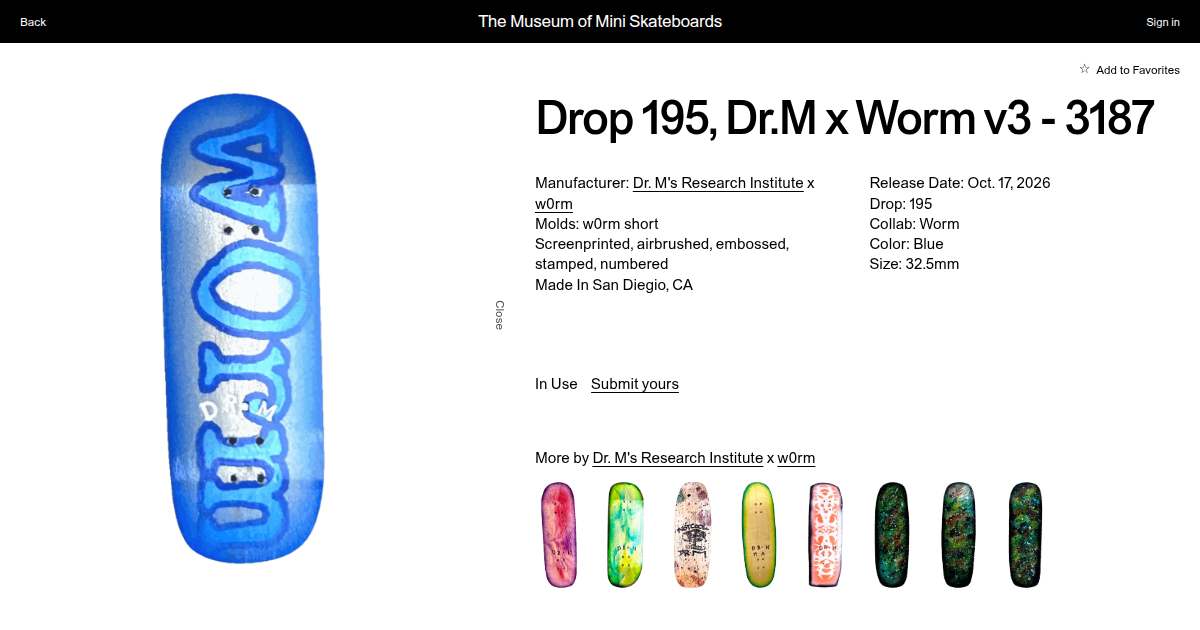 Back
The Museum of Mini Skateboards
Sign in
☆ Add to Favorites
Drop 195, Dr.M x Worm v3 - 3187
Manufacturer: Dr. M's Research Institute x
w0rm
Molds: w0rm short
Screenprinted, airbrushed, embossed,
stamped, numbered
Made In San Diegio, CA
Release Date: Oct. 17, 2026
Drop: 195
Collab: Worm
Color: Blue
Size: 32.5mm
Close
WOrm
DR.M
In Use Submit yours
More by Dr. M's Research Institute x w0rm